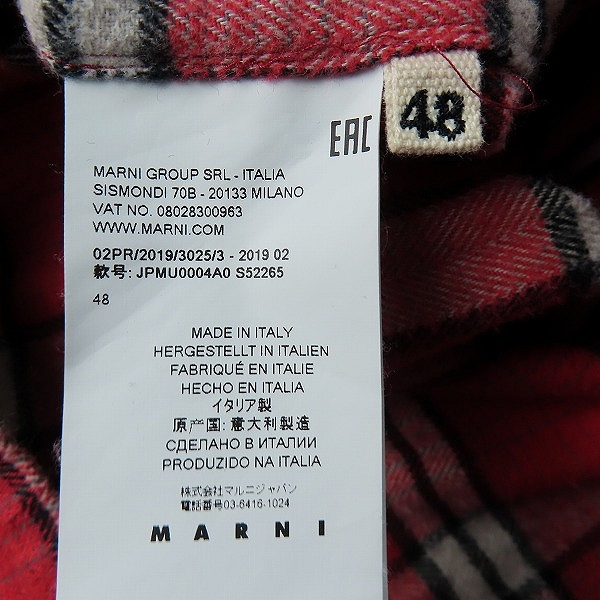 EAC
48
MARNI GROUP SRL - ITALIA
SISMONDI 70B - 20133 MILANO
VAT NO. 08028300963
WWW.MARNI.COM
02PR/2019/3025/3 - 2019 02
款号: JPMU0004A0 S52265
48
MADE IN ITALY
HERGESTELLT IN ITALIEN
FABRIQUÉ EN ITALIE
HECHO EN ITALIA
イタリア製
原产国: 意大利製造
СДЕЛАНО В ИТАЛИИ
PRODUZIDO NA ITALIA
株式会社マルニジャパン
電話番号03-6416-1024
MARNI